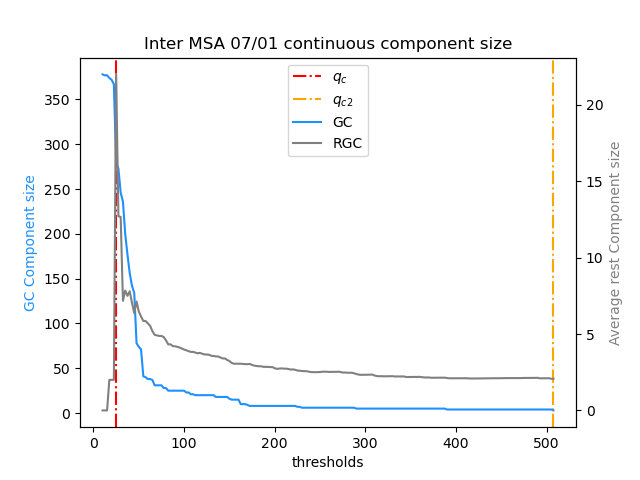 Inter MSA 07/01 continuous component size
q_c
q_c2
GC
RGC
GC Component size
350
300
250
200
150
100
50
0
Average rest Component size
20
15
10
5
0
0 100 200 300 400 500
thresholds